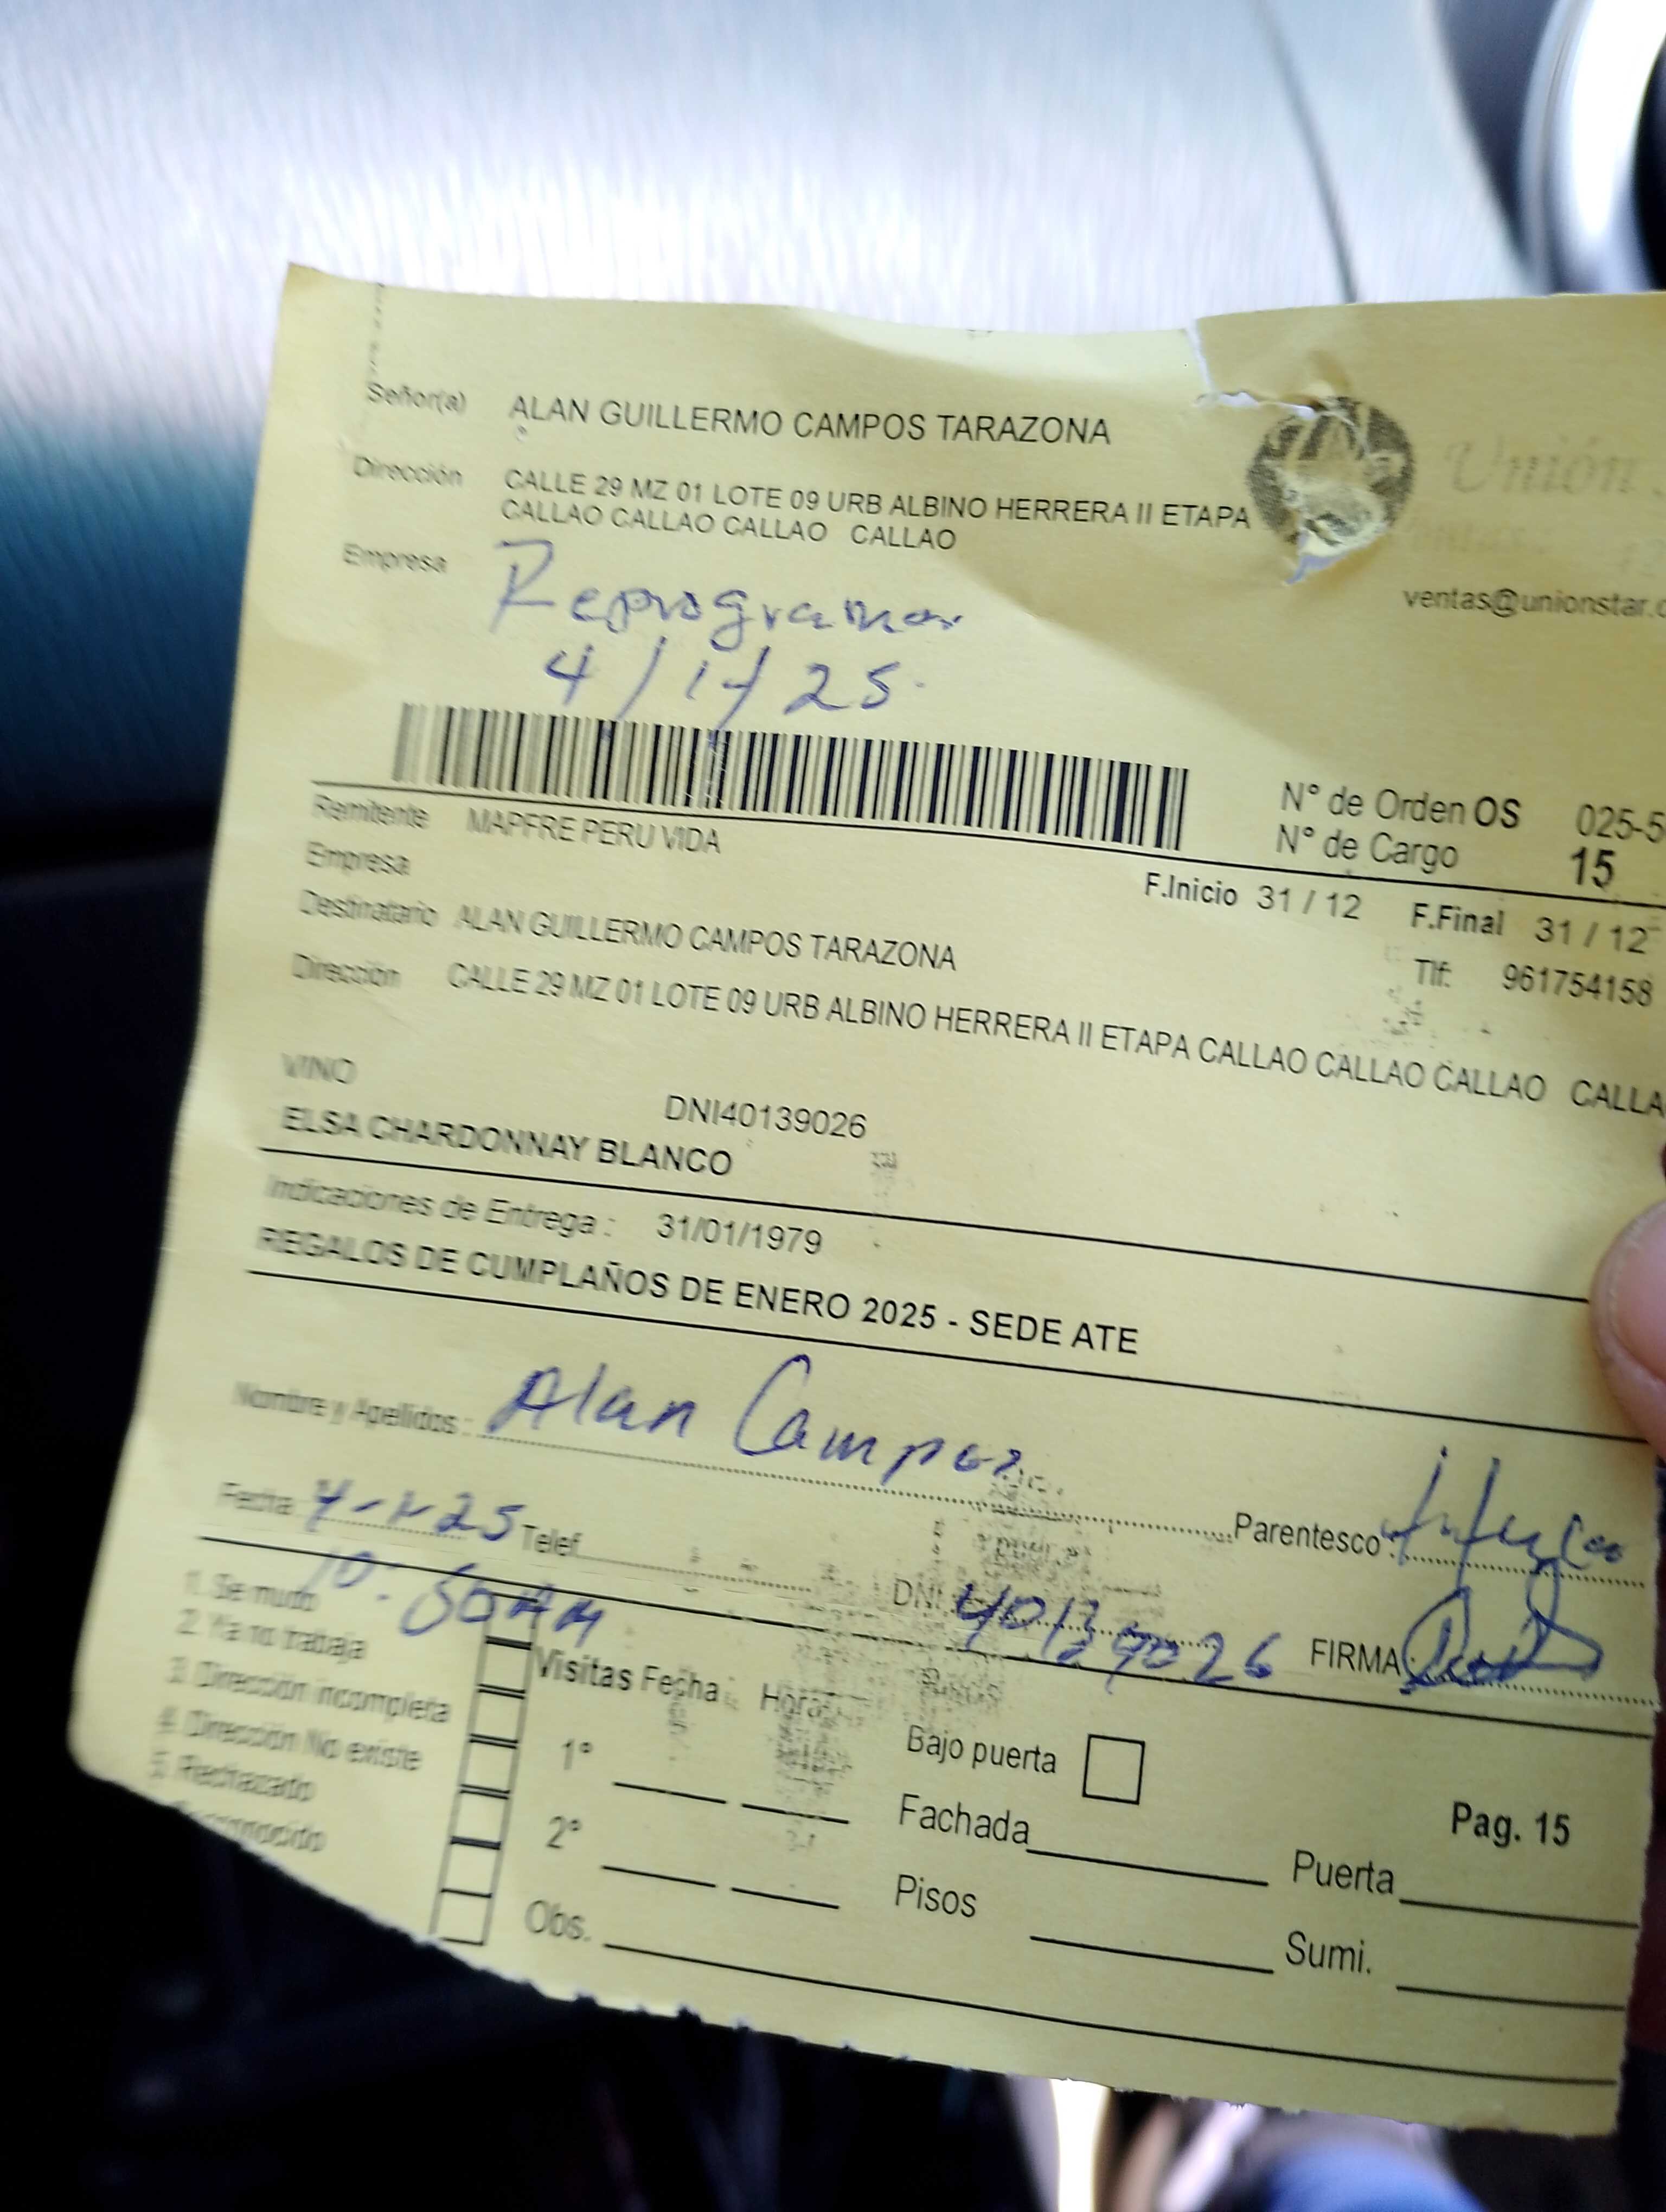 Señor(a) ALAN GUILLERMO CAMPOS TARAZONA
Dirección CALLE 29 MZ 01 LOTE 09 URB ALBINO HERRERA II ETAPA
CALLAO CALLAO CALLAO CALLAO
Unión
ventas@unionstar.c
Empresa
4/1/25
N° de Orden OS 025-5
N° de Cargo 15
Remitente MAPFRE PERU VIDA
Empresa
F.Inicio 31 / 12 F.Final 31 / 12
Destinatario ALAN GUILLERMO CAMPOS TARAZONA
Tlf: 961754158
Dirección CALLE 29 MZ 01 LOTE 09 URB ALBINO HERRERA II ETAPA CALLAO CALLAO CALLAO CALLA
VINO
DNI40139026
ELSA CHARDONNAY BLANCO
Indicaciones de Entrega : 31/01/1979
REGALOS DE CUMPLAÑOS DE ENERO 2025 - SEDE ATE
Nombre y Apellidos : Alan Campos
Parentesco :
Fecha 4-1-25 Telef.
10:50 AM
DNI 40139026 FIRMA
1. Se mudo
2. Ya no trabaja
3. Dirección incompleta
4. Dirección No existe
5. Rechazado
Visitas Fecha Hora
1°
2°
Obs.
Bajo puerta
Fachada
Pisos
Pag. 15
Puerta
Sumi.